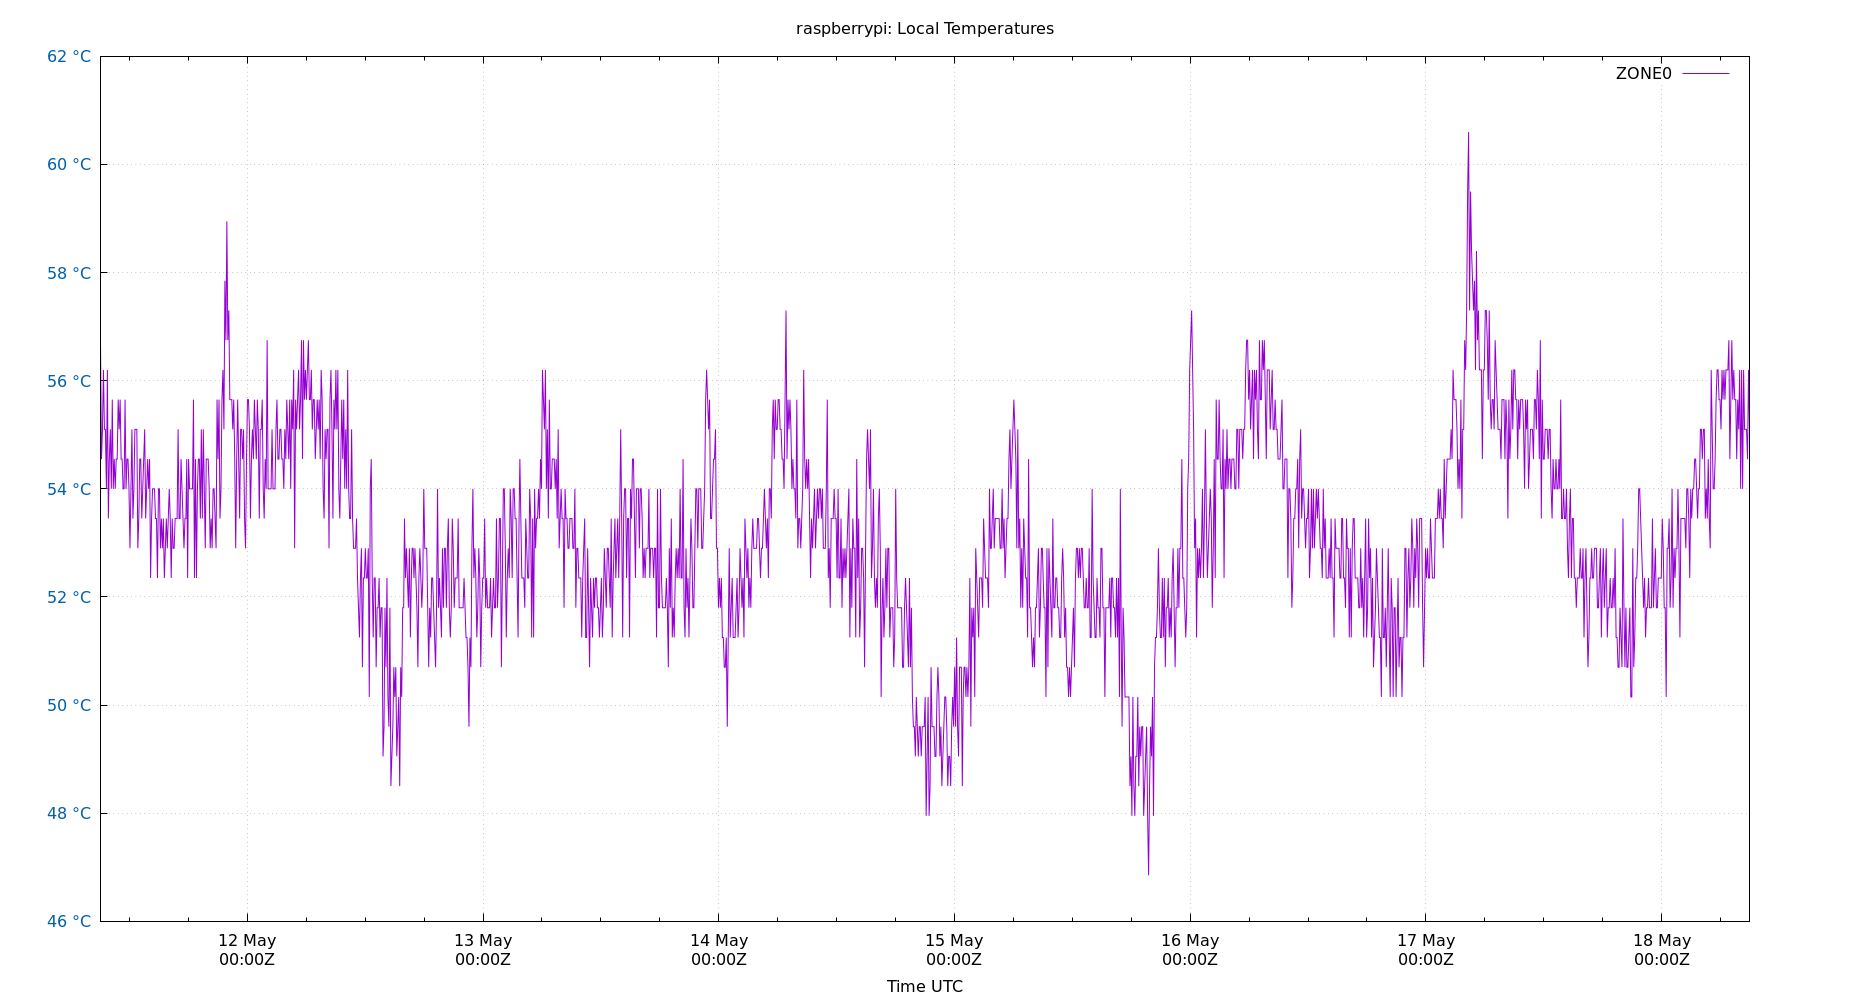 raspberrypi: Local Temperatures
62 °C
ZONE0
60 °C
58 °C
56 °C
54 °C
52 °C
50 °C
48 °C
46 °C
12 May 13 May 14 May 15 May 16 May 17 May 18 May
00:00Z 00:00Z 00:00Z 00:00Z 00:00Z 00:00Z 00:00Z
Time UTC